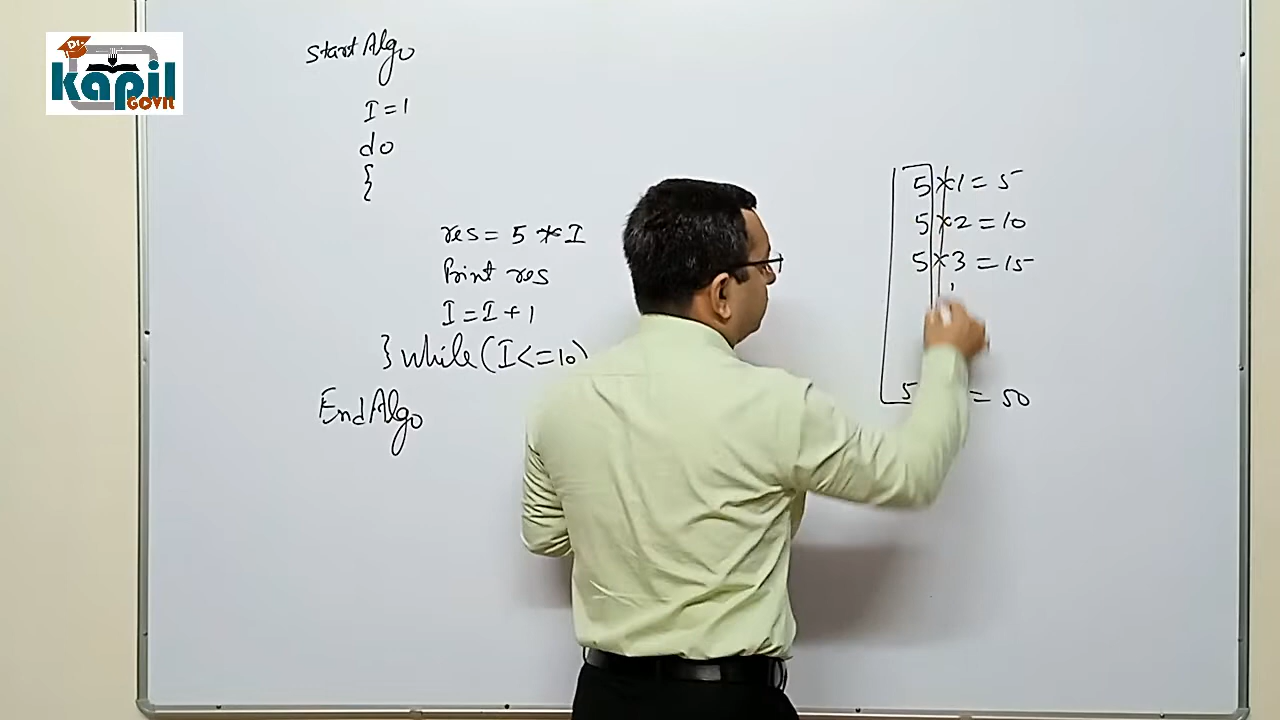 Dr.
kapil
GOVIL
Start Algo
I = 1
do
{
res = 5 * I
Print res
I = I + 1
} while (I <= 10)
End Algo
5 × 1 = 5
5 × 2 = 10
5 × 3 = 15
5 = 50